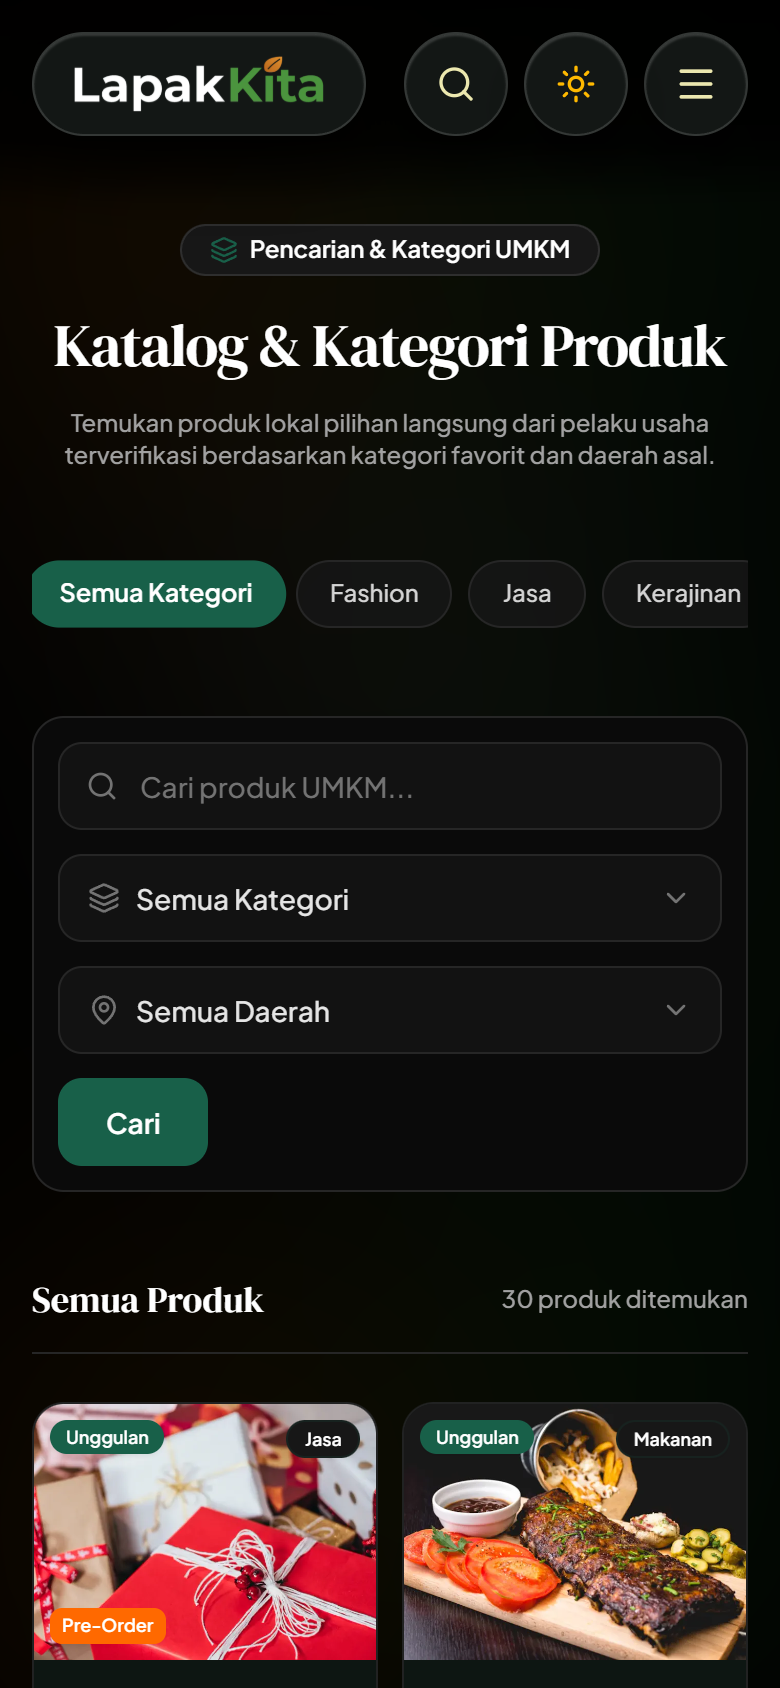 LapakKita
Pencarian & Kategori UMKM
Katalog & Kategori Produk
Temukan produk lokal pilihan langsung dari pelaku usaha
terverifikasi berdasarkan kategori favorit dan daerah asal.
Semua Kategori
Fashion
Jasa
Kerajinan
Cari produk UMKM...
Semua Kategori
Semua Daerah
Cari
Semua Produk
30 produk ditemukan
Unggulan
Jasa
Unggulan
Makanan
Pre-Order